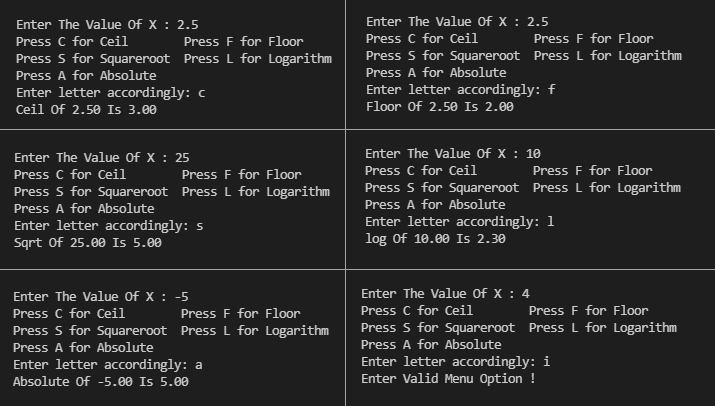 Enter The Value Of X : 2.5
Press C for Ceil        Press F for Floor
Press S for Squareroot  Press L for Logarithm
Press A for Absolute
Enter letter accordingly: c
Ceil Of 2.50 Is 3.00
Enter The Value Of X : 2.5
Press C for Ceil        Press F for Floor
Press S for Squareroot  Press L for Logarithm
Press A for Absolute
Enter letter accordingly: f
Floor Of 2.50 Is 2.00
Enter The Value Of X : 25
Press C for Ceil        Press F for Floor
Press S for Squareroot  Press L for Logarithm
Press A for Absolute
Enter letter accordingly: s
Sqrt Of 25.00 Is 5.00
Enter The Value Of X : 10
Press C for Ceil        Press F for Floor
Press S for Squareroot  Press L for Logarithm
Press A for Absolute
Enter letter accordingly: l
log Of 10.00 Is 2.30
Enter The Value Of X : -5
Press C for Ceil        Press F for Floor
Press S for Squareroot  Press L for Logarithm
Press A for Absolute
Enter letter accordingly: a
Absolute Of -5.00 Is 5.00
Enter The Value Of X : 4
Press C for Ceil        Press F for Floor
Press S for Squareroot  Press L for Logarithm
Press A for Absolute
Enter letter accordingly: i
Enter Valid Menu Option !